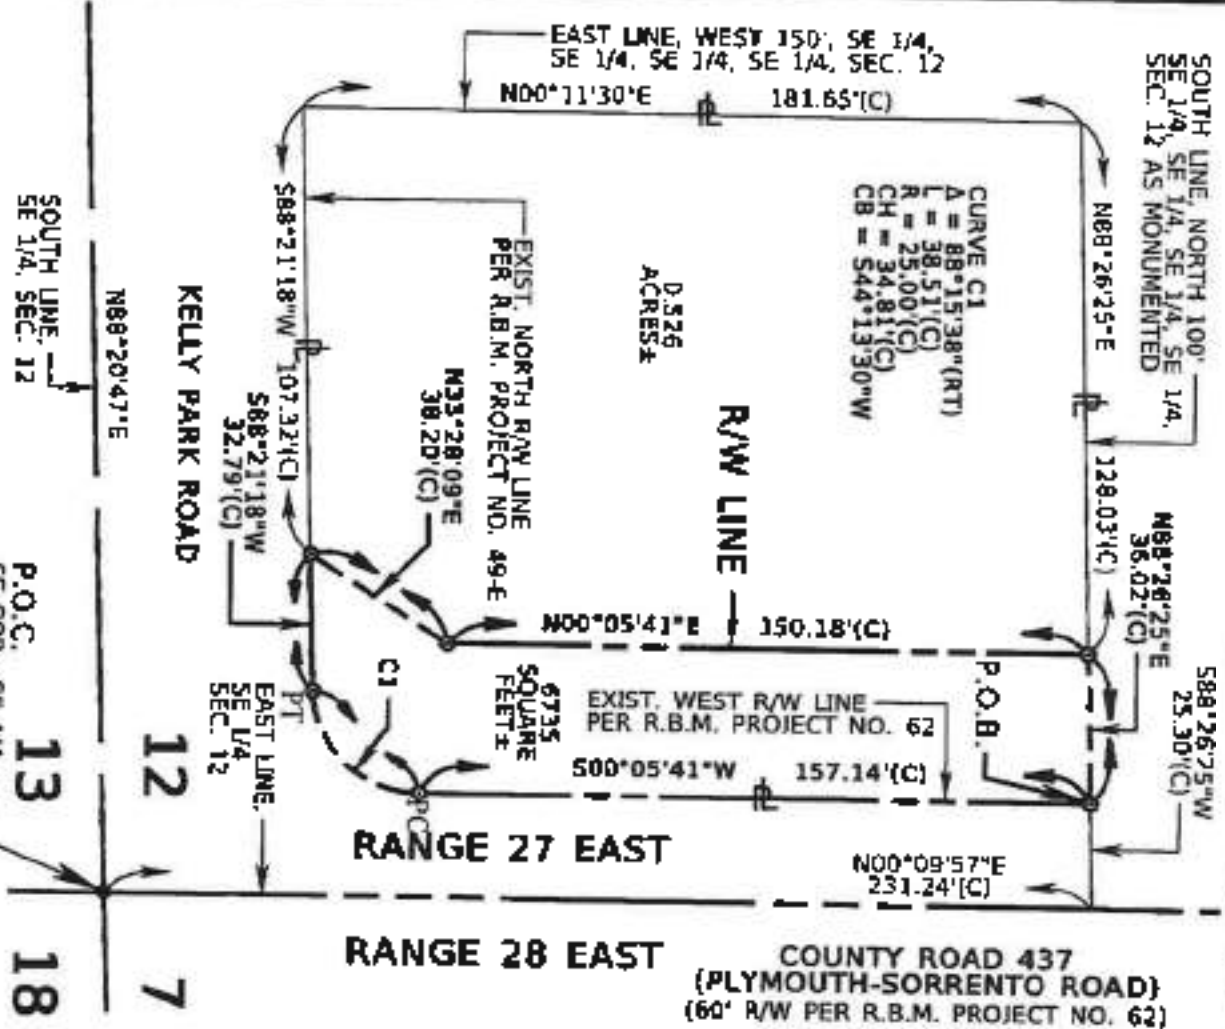 EAST LINE, WEST 150', SE 1/4,
SE 1/4, SE 1/4, SE 1/4, SEC. 12
N00°11'30"E 181.65'(C)
SOUTH LINE, NORTH 100'
SE 1/4, SE 1/4, SE 1/4, SE 1/4,
SEC. 12 AS MONUMENTED
N88°26'25"E 128.03'(C)
CURVE C1
Δ = 88°15'38"(RT)
L = 38.51'(C)
R = 25.00'(C)
CH = 34.81'(C)
CB = S44°13'30"W
0.526
ACRES±
S88°21'18"W 107.32'(C)
EXIST. NORTH R/W LINE
PER R.B.M. PROJECT NO. 49-E
R/W LINE
N33°28'09"E
38.20'(C)
S88°21'18"W
32.79'(C)
KELLY PARK ROAD
N88°20'47"E
SOUTH LINE,
SE 1/4, SEC. 12
N88°26'25"E
36.02'(C)
S88°26'25"W
25.30'(C)
N00°05'41"E 150.18'(C)
P.O.B.
C1
6735
SQUARE
FEET±
EXIST. WEST R/W LINE
PER R.B.M. PROJECT NO. 62
S00°05'41"W 157.14'(C)
PT
PC
EAST LINE,
SE 1/4
SEC. 12
P.O.C.
12
13
7
18
RANGE 27 EAST
N00°09'57"E
231.24'(C)
RANGE 28 EAST
COUNTY ROAD 437
(PLYMOUTH-SORRENTO ROAD)
(60' R/W PER R.B.M. PROJECT NO. 62)